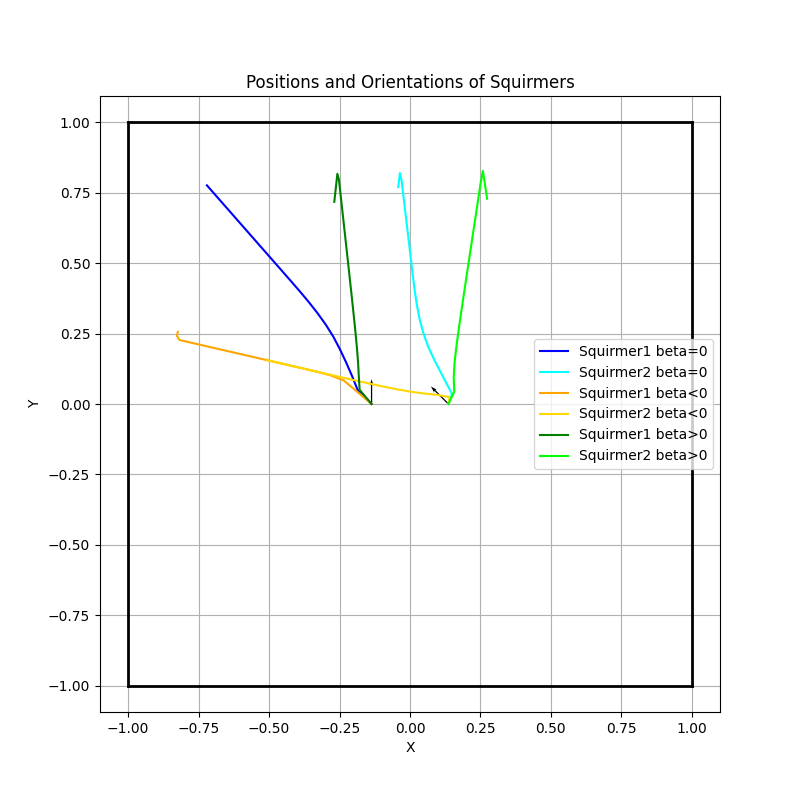 Positions and Orientations of Squirmers
1.00
0.75
0.50
0.25
0.00
−0.25
−0.50
−0.75
−1.00
Y
Squirmer1 beta=0
Squirmer2 beta=0
Squirmer1 beta<0
Squirmer2 beta<0
Squirmer1 beta>0
Squirmer2 beta>0
−1.00 −0.75 −0.50 −0.25 0.00 0.25 0.50 0.75 1.00
X